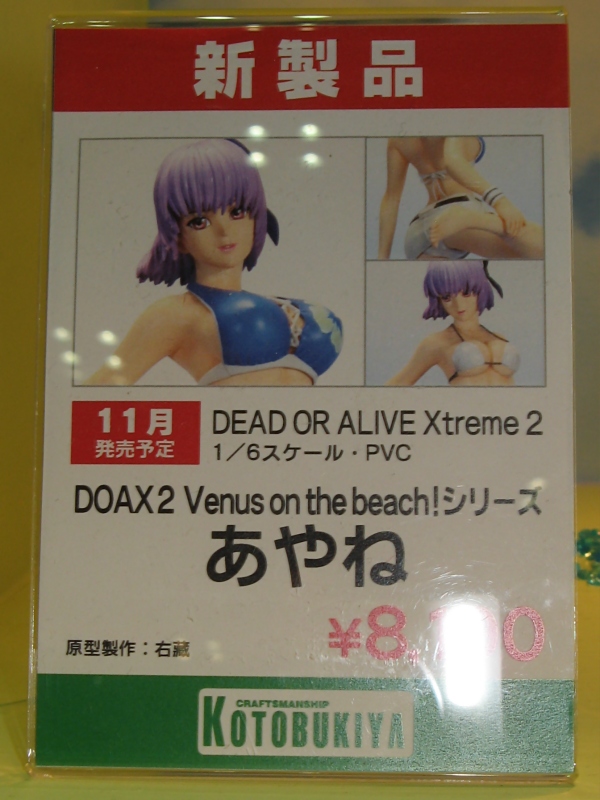 新製品
11月
発売予定
DEAD OR ALIVE Xtreme 2
1/6スケール・PVC
DOAX2 Venus on the beach!シリーズ
あやね
原型製作：右藏
CRAFTSMANSHIP
KOTOBUKIYA